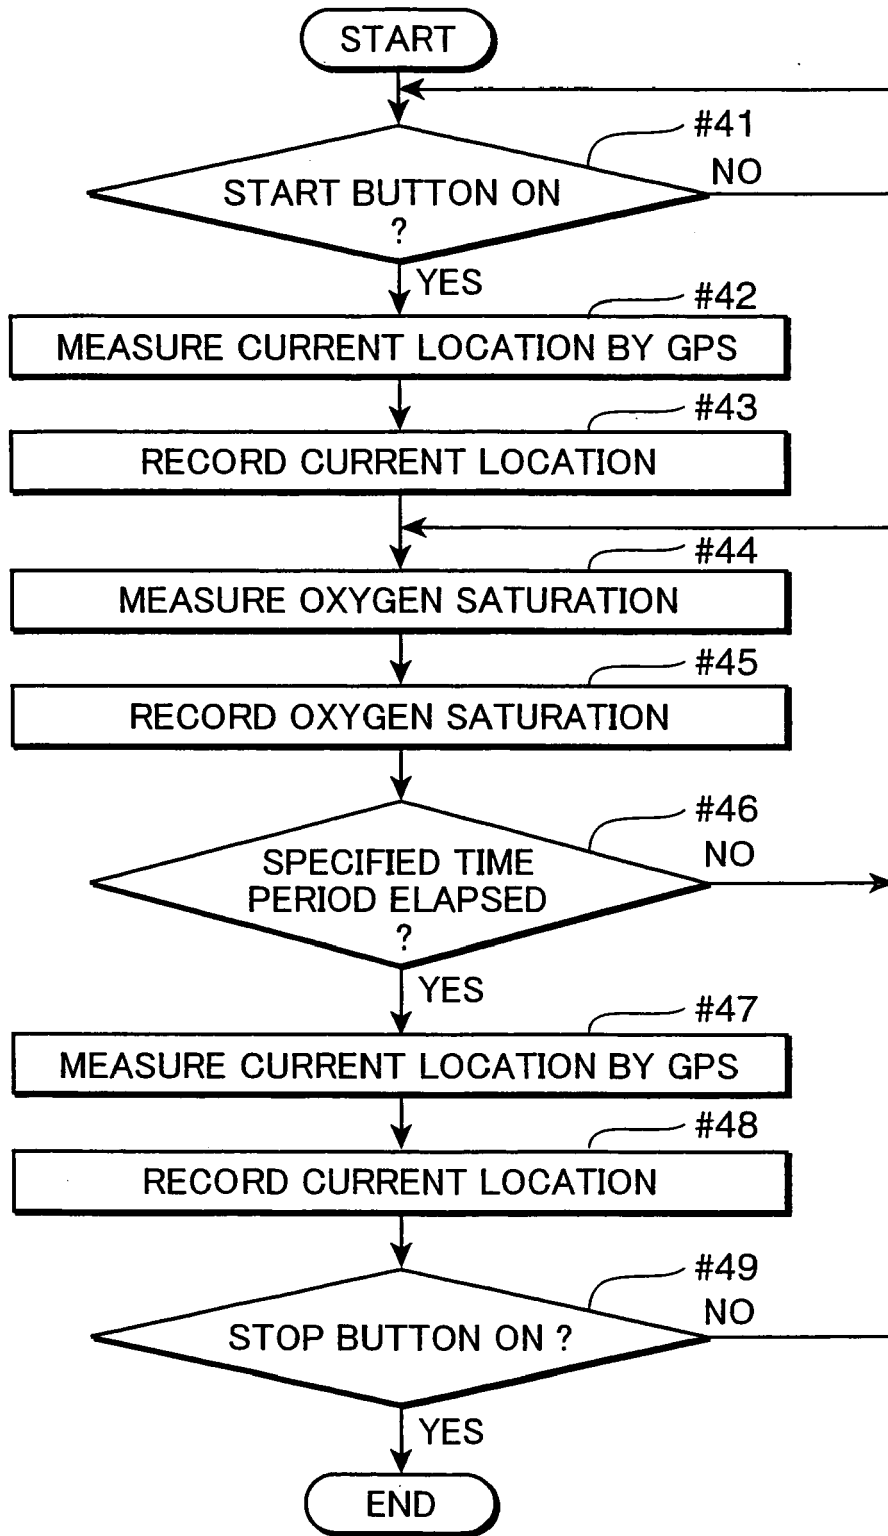 START
#41
START BUTTON ON
?
NO
YES
#42
MEASURE CURRENT LOCATION BY GPS
#43
RECORD CURRENT LOCATION
#44
MEASURE OXYGEN SATURATION
#45
RECORD OXYGEN SATURATION
#46
SPECIFIED TIME
PERIOD ELAPSED
?
NO
YES
#47
MEASURE CURRENT LOCATION BY GPS
#48
RECORD CURRENT LOCATION
#49
STOP BUTTON ON ?
NO
YES
END